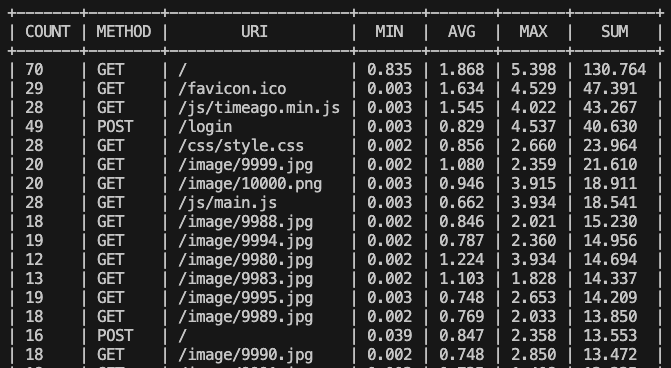 +-------+--------+--------------------+-------+-------+-------+---------+
| COUNT | METHOD | URI | MIN | AVG | MAX | SUM |
+-------+--------+--------------------+-------+-------+-------+---------+
| 70 | GET | / | 0.835 | 1.868 | 5.398 | 130.764 |
| 29 | GET | /favicon.ico | 0.003 | 1.634 | 4.529 | 47.391 |
| 28 | GET | /js/timeago.min.js | 0.003 | 1.545 | 4.022 | 43.267 |
| 49 | POST | /login | 0.003 | 0.829 | 4.537 | 40.630 |
| 28 | GET | /css/style.css | 0.002 | 0.856 | 2.660 | 23.964 |
| 20 | GET | /image/9999.jpg | 0.002 | 1.080 | 2.359 | 21.610 |
| 20 | GET | /image/10000.png | 0.003 | 0.946 | 3.915 | 18.911 |
| 28 | GET | /js/main.js | 0.003 | 0.662 | 3.934 | 18.541 |
| 18 | GET | /image/9988.jpg | 0.002 | 0.846 | 2.021 | 15.230 |
| 19 | GET | /image/9994.jpg | 0.002 | 0.787 | 2.360 | 14.956 |
| 12 | GET | /image/9980.jpg | 0.002 | 1.224 | 3.934 | 14.694 |
| 13 | GET | /image/9983.jpg | 0.002 | 1.103 | 1.828 | 14.337 |
| 19 | GET | /image/9995.jpg | 0.003 | 0.748 | 2.653 | 14.209 |
| 18 | GET | /image/9989.jpg | 0.002 | 0.769 | 2.033 | 13.850 |
| 16 | POST | / | 0.039 | 0.847 | 2.358 | 13.553 |
| 18 | GET | /image/9990.jpg | 0.002 | 0.748 | 2.850 | 13.472 |